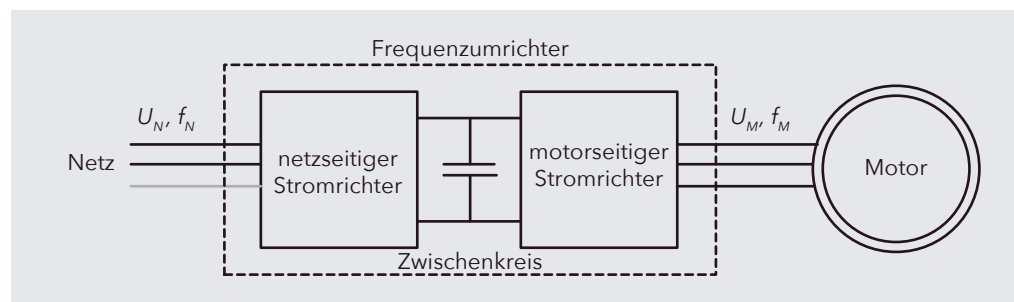 Frequenzumrichter
U_N, f_N
U_M, f_M
Netz
netzseitiger
Stromrichter
motorseitiger
Stromrichter
Motor
Zwischenkreis